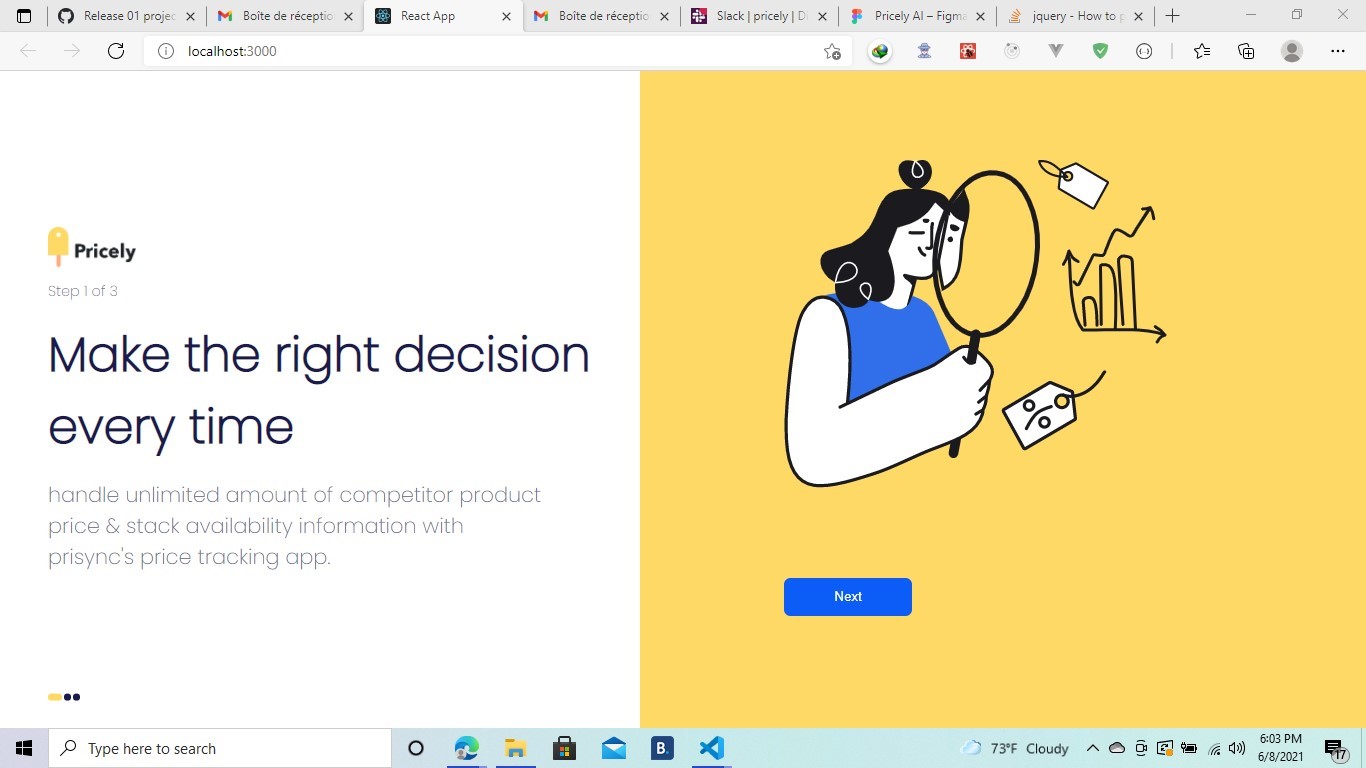 Release 01 projec
Boîte de réceptio
React App
Boîte de réceptio
Slack | pricely | Di
Pricely AI – Figma
jquery - How to p
localhost:3000
Pricely
Step 1 of 3
Make the right decision
every time
handle unlimited amount of competitor product
price & stack availability information with
prisync's price tracking app.
Next
Type here to search
B.
73°F Cloudy
6:03 PM
6/8/2021
17